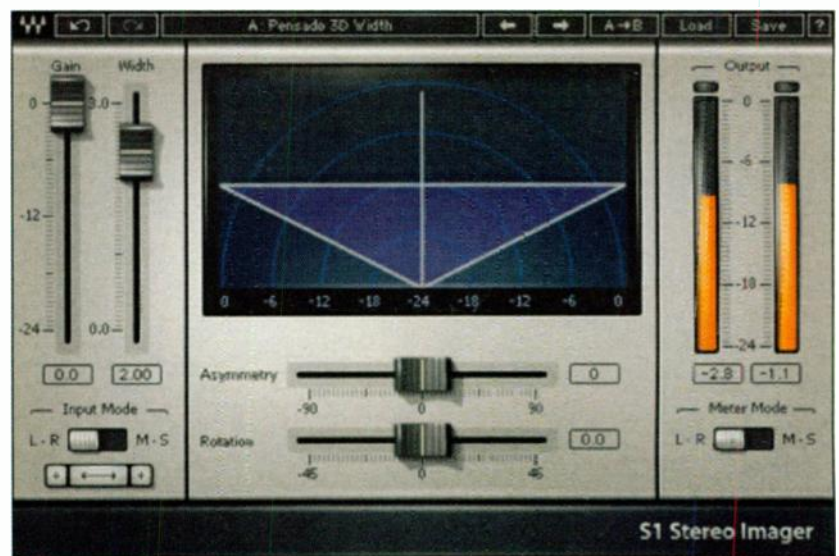 A: Pensado 3D Width
A→B
Load
Save
?
Gain
Width
0
3.0
-12
-24
0.0
0.0
2.00
Input Mode
L - R
M - S
0 -6 -12 -18 -24 -18 -12 -6 0
Asymmetry
-90 0 90
0
Rotation
-45 0 45
0.0
Output
0
-6
-12
-18
-24
-2.8
-1.1
Meter Mode
L - R
M - S
S1 Stereo Imager